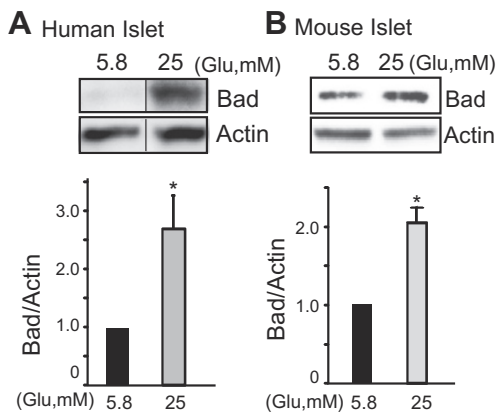 A Human Islet
5.8 25 (Glu,mM)
Bad
Actin
*
3.0
2.0
1.0
0
Bad/Actin
(Glu,mM) 5.8 25
B Mouse Islet
5.8 25 (Glu,mM)
Bad
Actin
*
2.0
1.0
0
Bad/Actin
(Glu,mM) 5.8 25